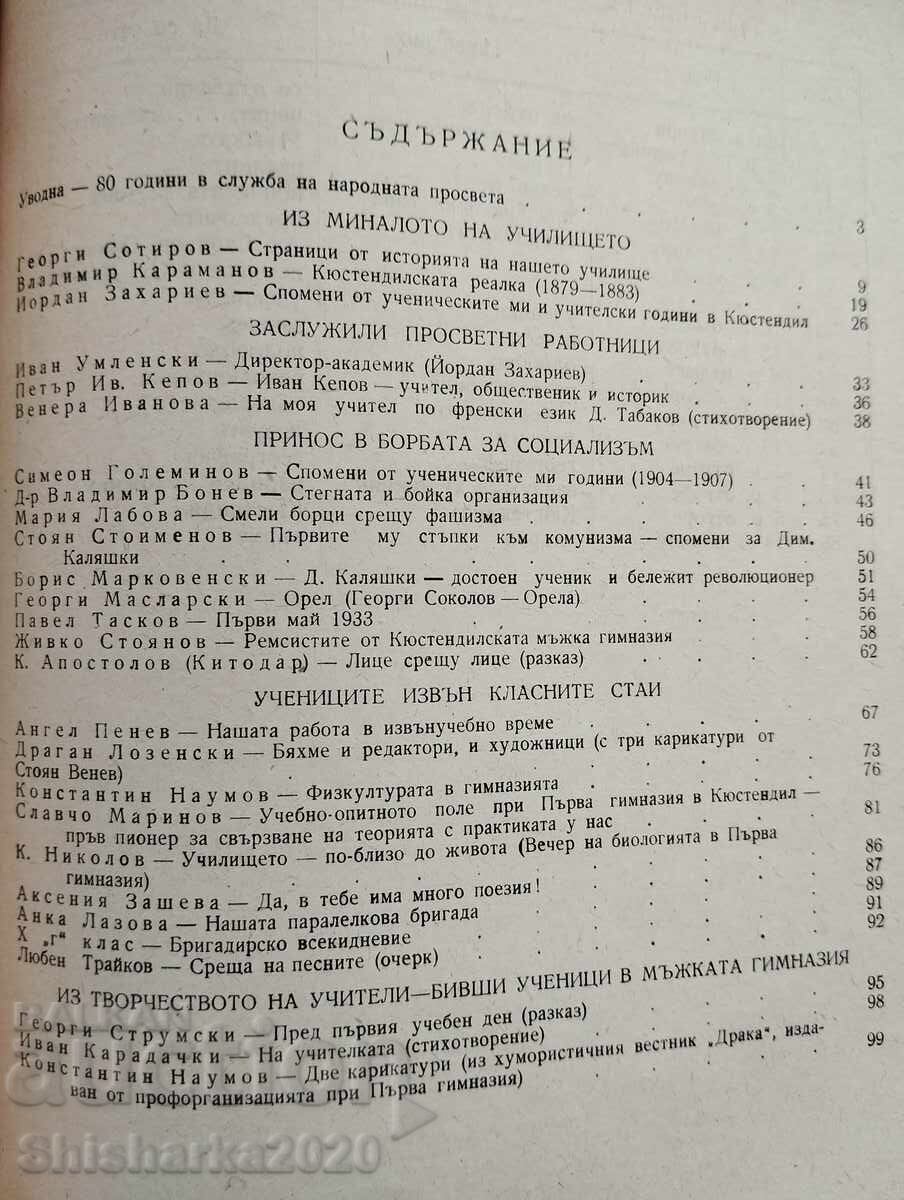 СЪДЪРЖАНИЕ
Уводна — 80 години в служба на народната просвета . . . . . 3
ИЗ МИНАЛОТО НА УЧИЛИЩЕТО
Георги Сотиров — Страници от историята на нашето училище . . . 9
Владимир Караманов — Кюстендилската реалка (1879—1883) . . . 19
Йордан Захариев — Спомени от ученическите ми и учителски години в Кюстендил 26
ЗАСЛУЖИЛИ ПРОСВЕТНИ РАБОТНИЦИ
Иван Умленски — Директор-академик (Йордан Захариев) . . . 33
Петър Ив. Кепов — Иван Кепов — учител, общественик и историк . . . 36
Венера Иванова — На моя учител по френски език Д. Табаков (стихотворение) 38
ПРИНОС В БОРБАТА ЗА СОЦИАЛИЗЪМ
Симеон Големинов — Спомени от ученическите ми години (1904—1907) . . 41
Д-р Владимир Бонев — Стегната и бойка организация . . . . 43
Мария Лабова — Смели борци срещу фашизма . . . . . 46
Стоян Стоименов — Първите му стъпки към комунизма — спомени за Дим.
Каляшки . . . . . . . . 50
Борис Марковенски — Д. Каляшки — достоен ученик и бележит революционер 51
Георги Масларски — Орел (Георги Соколов — Орела) . . . . 54
Павел Тасков — Първи май 1933 . . . . . . 56
Живко Стоянов — Ремсистите от Кюстендилската мъжка гимназия . . . 58
К. Апостолов (Китодар) — Лице срещу лице (разказ) . . . . 62
УЧЕНИЦИТЕ ИЗВЪН КЛАСНИТЕ СТАИ
Ангел Пенев — Нашата работа в извънучебно време . . . . . 67
Драган Лозенски — Бяхме и редактори, и художници (с три карикатури от
Стоян Венев) . . . . . . . 73
Константин Наумов — Физкултурата в гимназията . . . . . 76
Славчо Маринов — Учебно-опитното поле при Първа гимназия в Кюстендил —
пръв пионер за свързване на теорията с практиката у нас . . . . 81
К. Николов — Училището — по-близо до живота (Вечер на биологията в Първа
гимназия) . . . . . . . 86
Аксения Зашева — Да, в тебе има много поезия! . . . . . 87
Анка Лазова — Нашата паралелкова бригада . . . . . 89
X „г“ клас — Бригадирско всекидневие . . . . . 91
Любен Трайков — Среща на песните (очерк) . . . . . 92
ИЗ ТВОРЧЕСТВОТО НА УЧИТЕЛИ—БИВШИ УЧЕНИЦИ В МЪЖКАТА ГИМНАЗИЯ
Георги Струмски — Пред първия учебен ден (разказ) . . . . 95
Иван Карадачки — На учителката (стихотворение) . . . . 98
Константин Наумов — Две карикатури (из хумористичния вестник „Драка“, изда-
ван от профорганизацията при Първа гимназия) . . . . 99
Shisharka2020